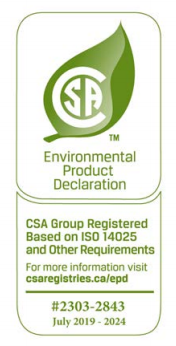 CSA
TM
Environmental
Product
Declaration
CSA Group Registered
Based on ISO 14025
and Other Requirements
For more information visit
csaregistries.ca/epd
#2303-2843
July 2019 - 2024